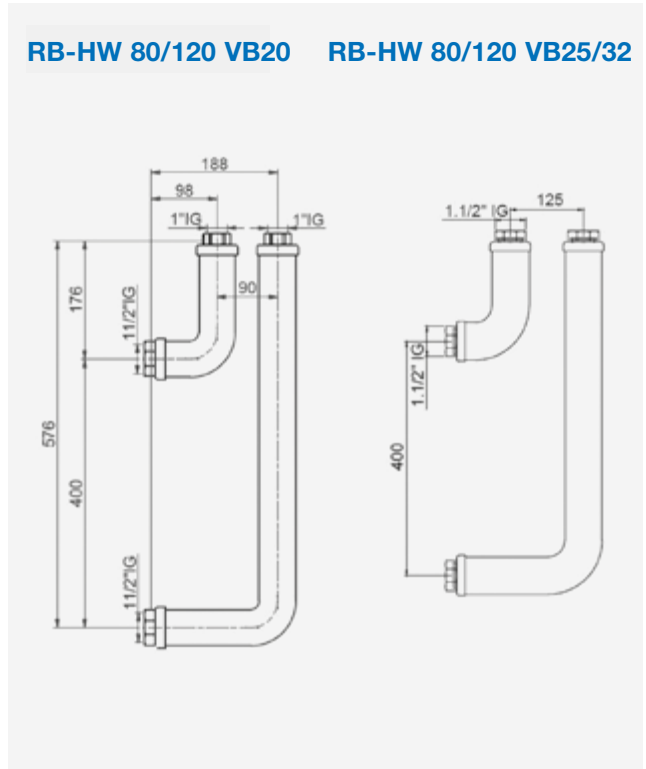 RB-HW 80/120 VB20
RB-HW 80/120 VB25/32
188
98
1"IG
1"IG
90
176
11/2"IG
576
400
11/2"IG
125
1.1/2" IG
1.1/2" IG
400